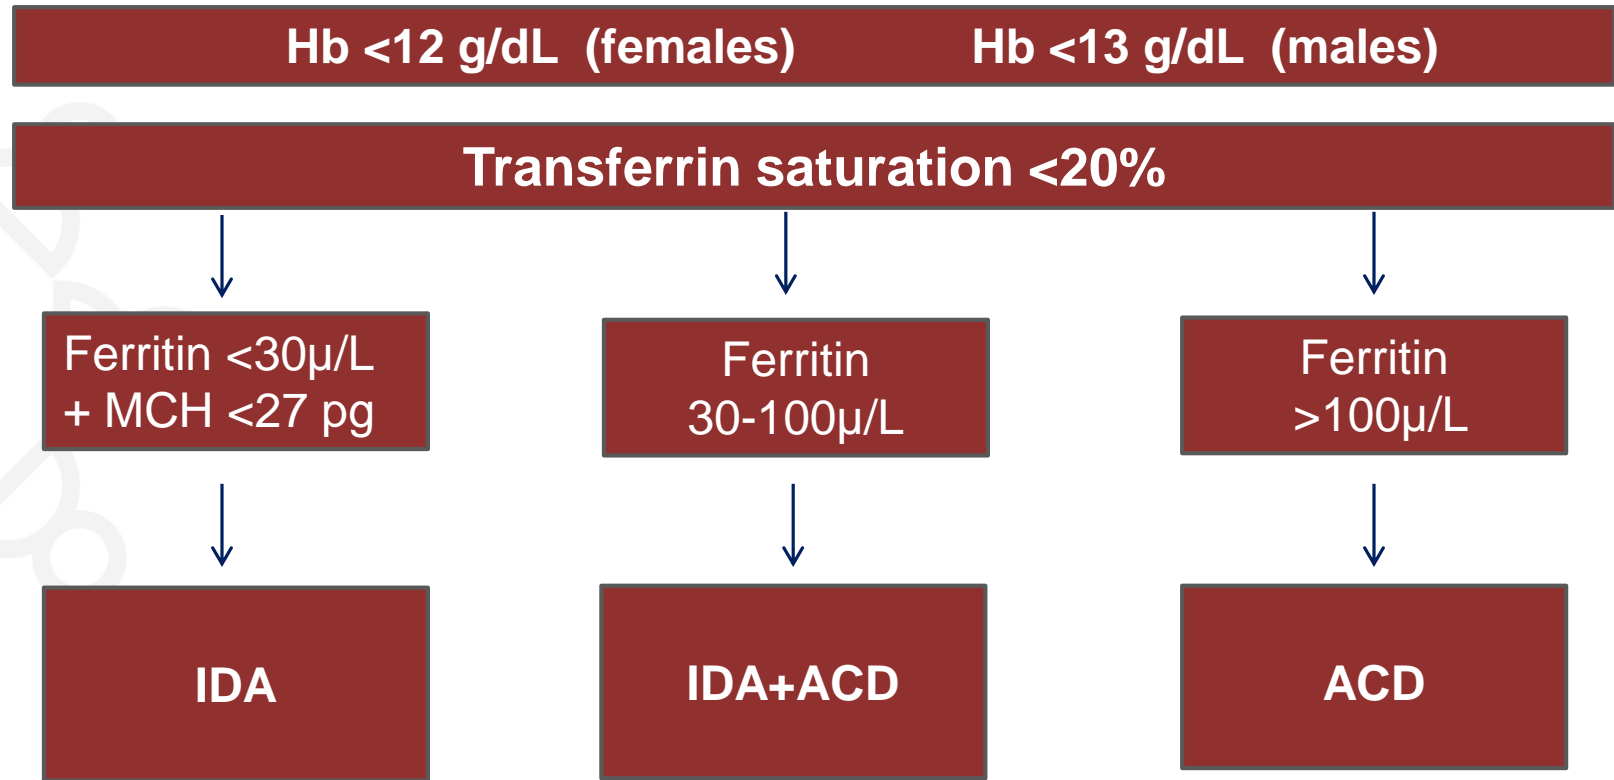 Hb <12 g/dL (females) Hb <13 g/dL (males)
Transferrin saturation <20%
Ferritin <30µ/L
+ MCH <27 pg
Ferritin
30-100µ/L
Ferritin
>100µ/L
IDA
IDA+ACD
ACD